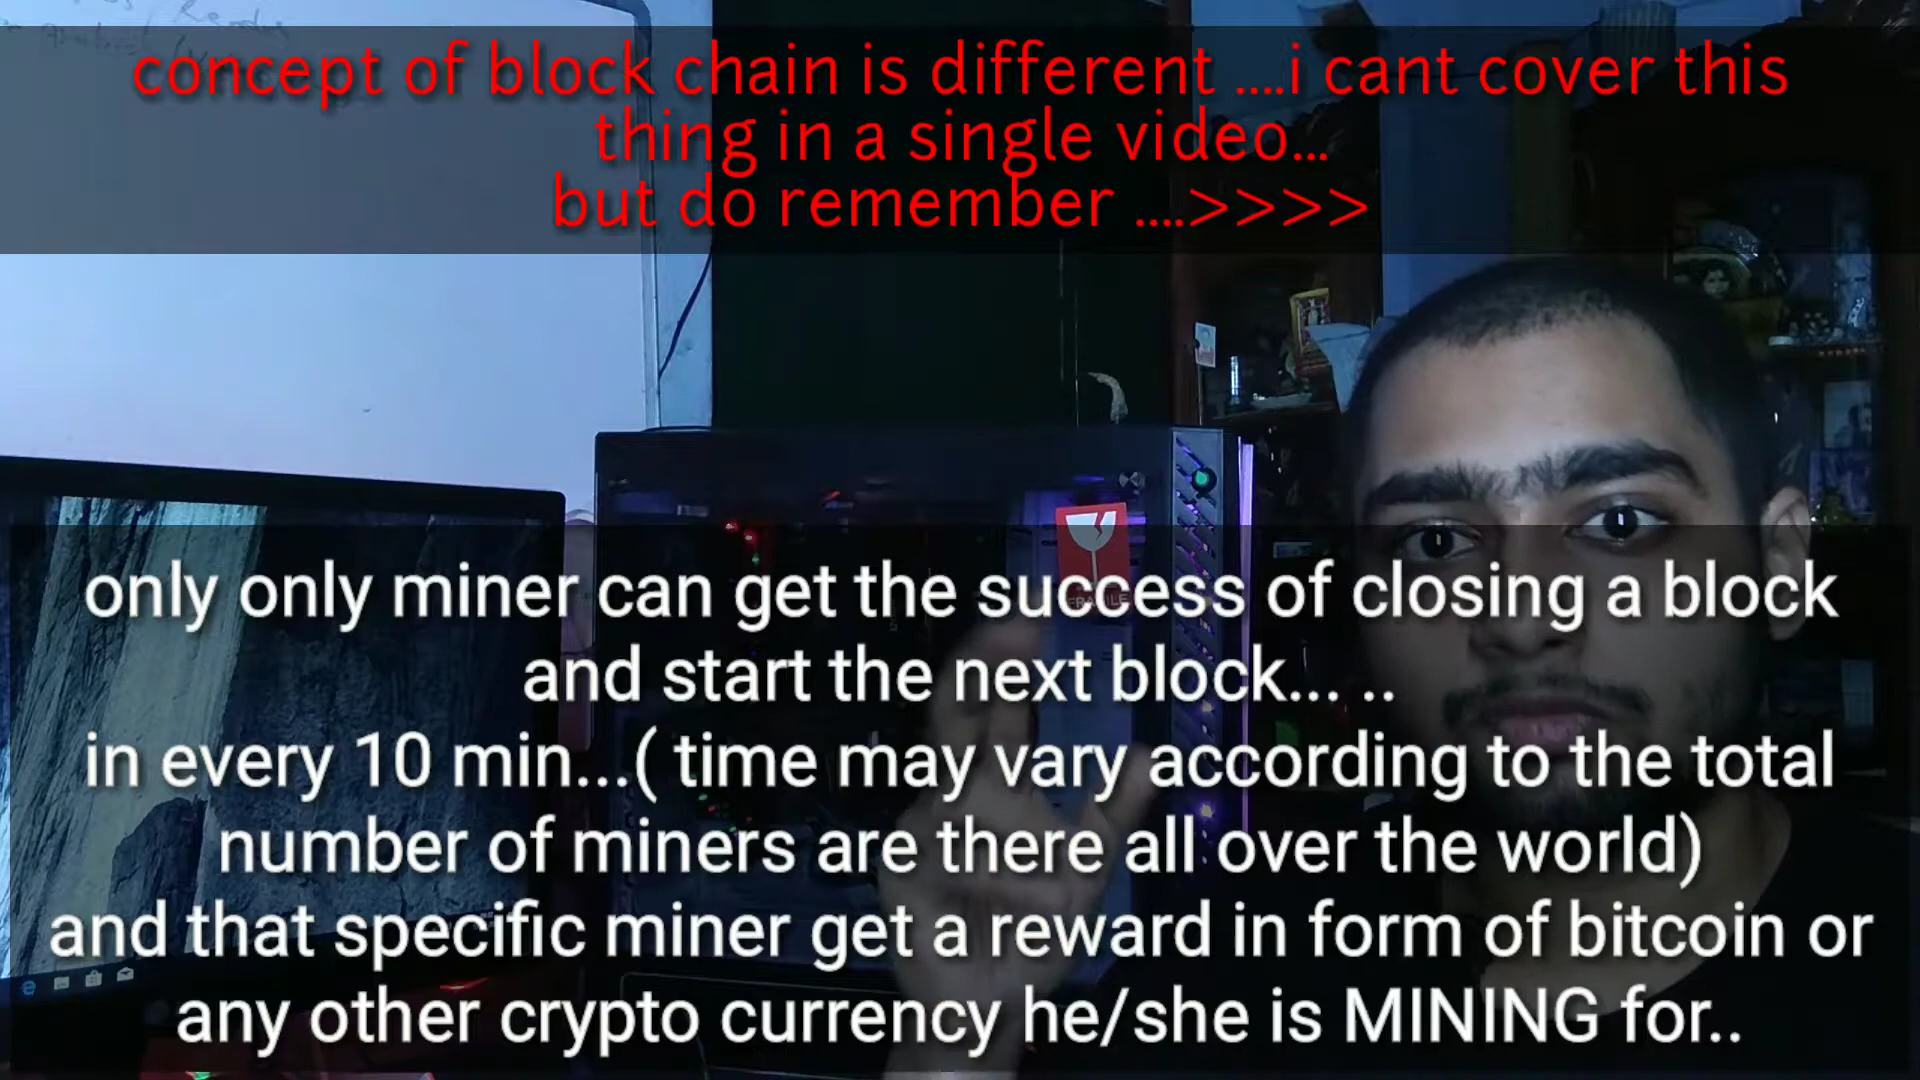 concept of block chain is different ....i cant cover this
thing in a single video...
but do remember ....>>>>
FRAGILE
only only miner can get the success of closing a block
and start the next block... ..
in every 10 min...( time may vary according to the total
number of miners are there all over the world)
and that specific miner get a reward in form of bitcoin or
any other crypto currency he/she is MINING for..